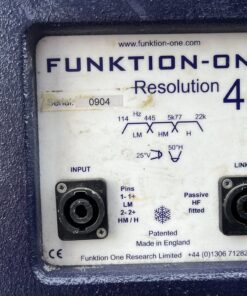 www.funktion-one.com
FUNKTION-ON
Resolution 4
Serial: 0904
Hz
114 445 5k77 22k
LM HM H
25°V 50°H
INPUT
LINK
Pins
1- 1+
LM
2- 2+
HM / H
Passive
HF
fitted
Patented
Made in England
CE
Funktion One Research Limited +44 (0)1306 71282